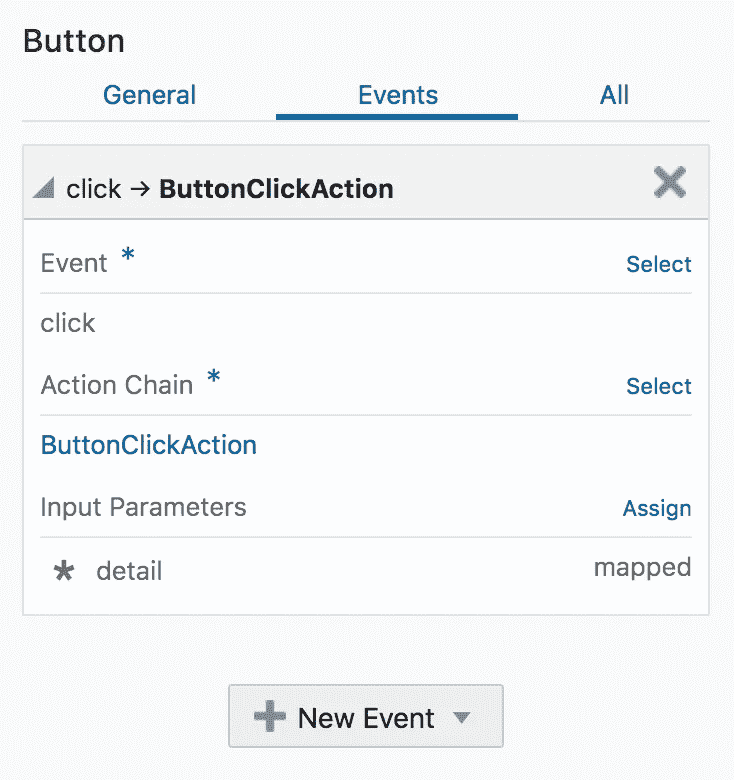 Button
General Events All
click → ButtonClickAction
Event * Select
click
Action Chain * Select
ButtonClickAction
Input Parameters Assign
* detail mapped
New Event